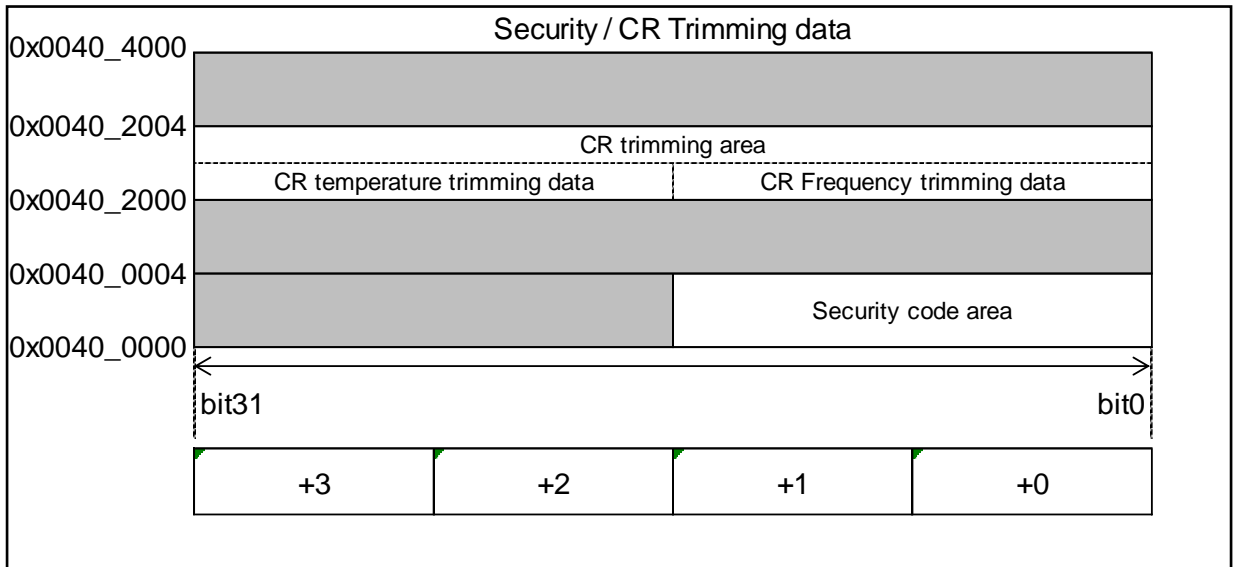 Security / CR Trimming data
0x0040_4000
0x0040_2004
CR trimming area
CR temperature trimming data CR Frequency trimming data
0x0040_2000
0x0040_0004
Security code area
0x0040_0000
bit31 bit0
+3 +2 +1 +0